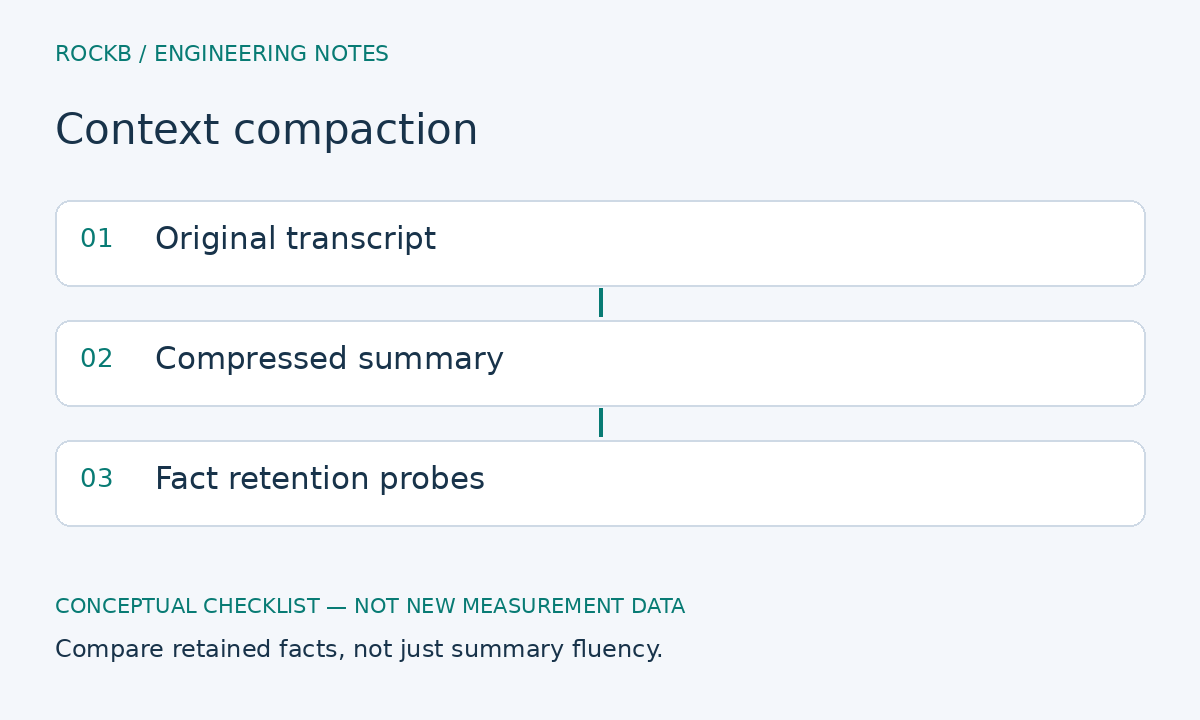 ROCKB / ENGINEERING NOTES
Context compaction
01 Original transcript
02 Compressed summary
03 Fact retention probes
CONCEPTUAL CHECKLIST — NOT NEW MEASUREMENT DATA
Compare retained facts, not just summary fluency.